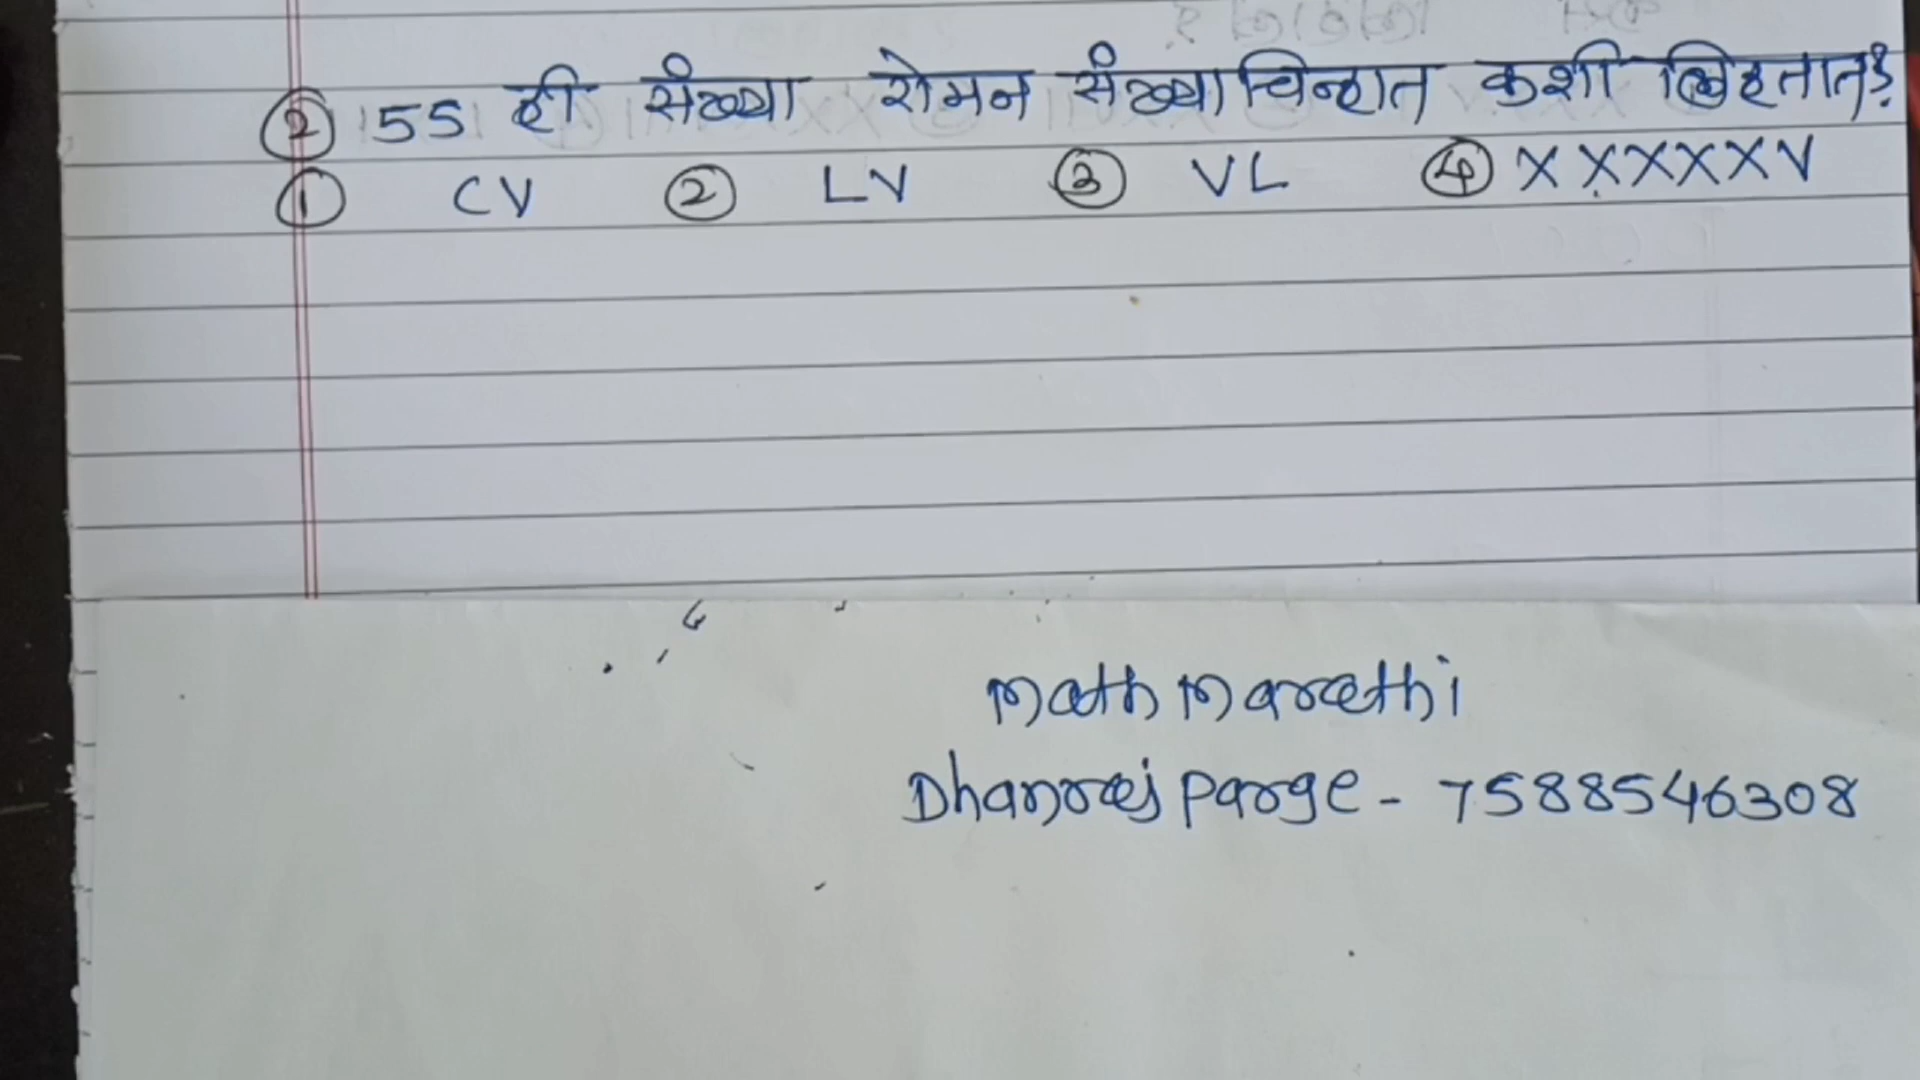 ② 55 ही संख्या रोमन संख्याचिन्हात कशी लिहतात?
① CV ② LV ③ VL ④ XXXXXV
Math Marathi
Dhanraj Parge - 7588546308